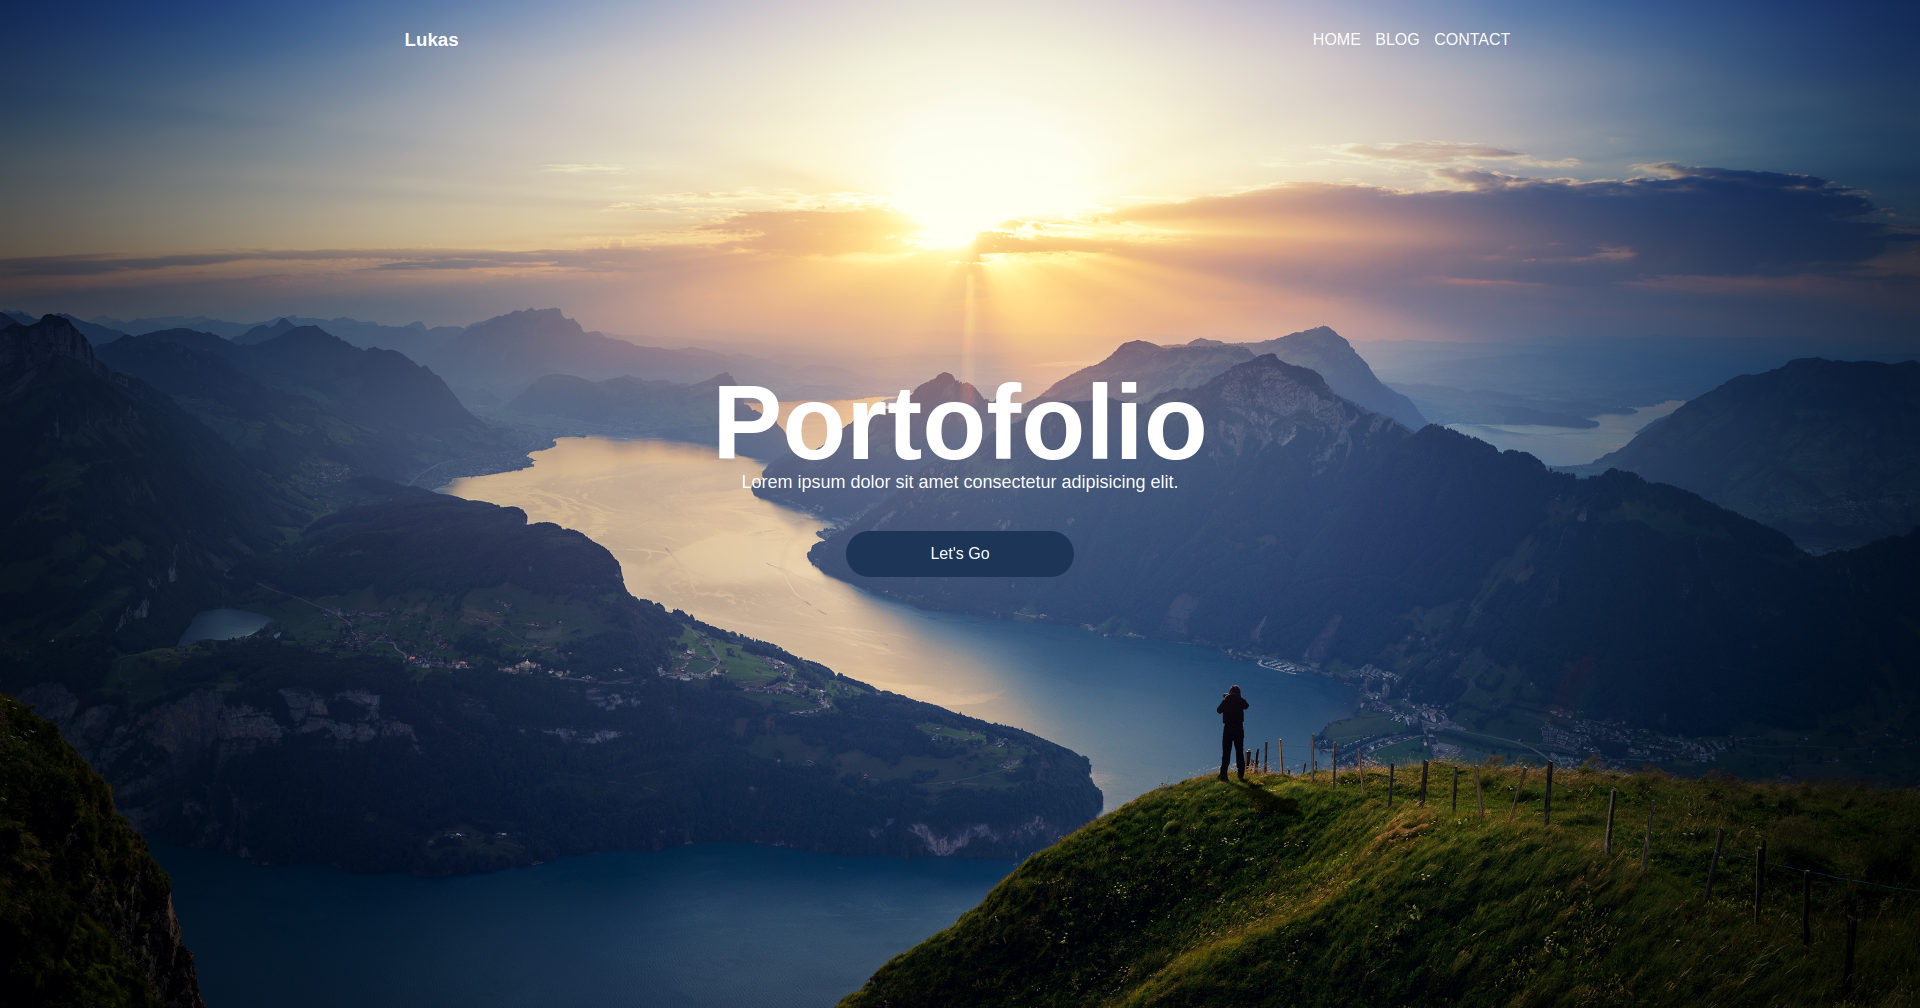 Lukas
HOME BLOG CONTACT
Portofolio
Lorem ipsum dolor sit amet consectetur adipisicing elit.
Let's Go